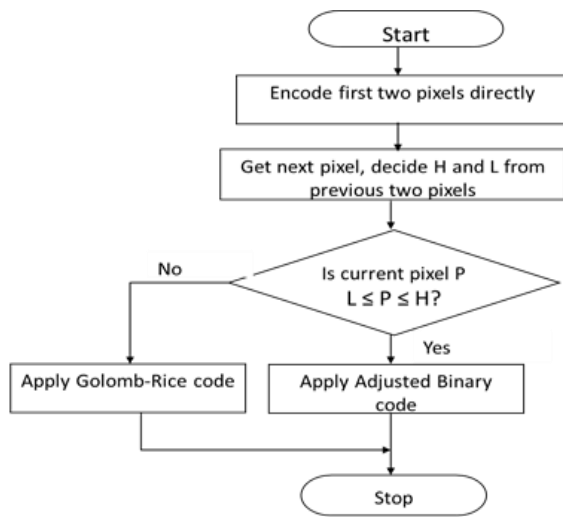 Start
Encode first two pixels directly
Get next pixel, decide H and L from
previous two pixels
Is current pixel P
L ≤ P ≤ H?
No
Yes
Apply Golomb-Rice code
Apply Adjusted Binary
code
Stop